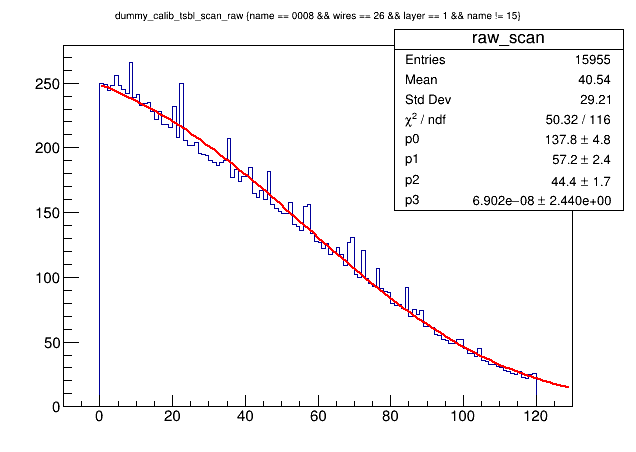 dummy_calib_tsbl_scan_raw {name == 0008 && wires == 26 && layer == 1 && name != 15}
raw_scan
Entries 15955
Mean 40.54
Std Dev 29.21
χ² / ndf 50.32 / 116
p0 137.8 ± 4.8
p1 57.2 ± 2.4
p2 44.4 ± 1.7
p3 6.902e−08 ± 2.440e+00
250
200
150
100
50
0
0 20 40 60 80 100 120